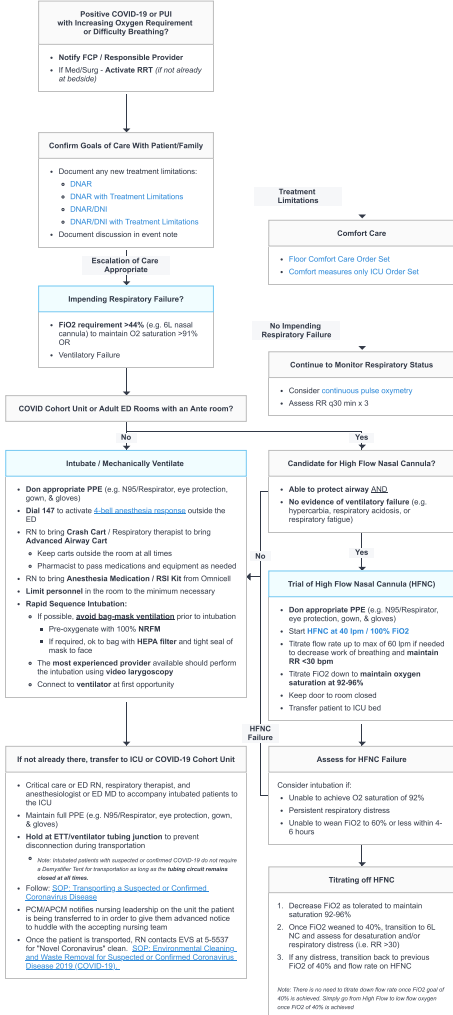 Positive COVID-19 or PUI
with Increasing Oxygen Requirement
or Difficulty Breathing?
• Notify FCP / Responsible Provider
• If Med/Surg - Activate RRT (if not already
at bedside)
Confirm Goals of Care With Patient/Family
• Document any new treatment limitations:
DNAR
DNAR with Treatment Limitations
DNAR/DNI
DNAR/DNI with Treatment Limitations
• Document discussion in event note
Treatment
Limitations
Comfort Care
• Floor Comfort Care Order Set
• Comfort measures only ICU Order Set
Escalation of Care
Appropriate
Impending Respiratory Failure?
• FiO2 requirement >44% (e.g. 6L nasal
cannula) to maintain O2 saturation >91%
OR
• Ventilatory Failure
No Impending
Respiratory Failure
Continue to Monitor Respiratory Status
• Consider continuous pulse oxymetry
• Assess RR q30 min x 3
COVID Cohort Unit or Adult ED Rooms with an Ante room?
No
Yes
Intubate / Mechanically Ventilate
• Don appropriate PPE (e.g. N95/Respirator, eye protection,
gown, & gloves)
• Dial 147 to activate 4-bell anesthesia response outside the
ED
• RN to bring Crash Cart / Respiratory therapist to bring
Advanced Airway Cart
Keep carts outside the room at all times
Pharmacist to pass medications and equipment as needed
• RN to bring Anesthesia Medication / RSI Kit from Omnicell
• Limit personnel in the room to the minimum necessary
• Rapid Sequence Intubation:
If possible, avoid bag-mask ventilation prior to intubation
Pre-oxygenate with 100% NRFM
If required, ok to bag with HEPA filter and tight seal of
mask to face
The most experienced provider available should perform
the intubation using video larygoscopy
Connect to ventilator at first opportunity
Candidate for High Flow Nasal Cannula?
• Able to protect airway AND
• No evidence of ventilatory failure (e.g.
hypercarbia, respiratory acidosis, or
respiratory fatigue)
No
Yes
Trial of High Flow Nasal Cannula (HFNC)
• Don appropriate PPE (e.g. N95/Respirator,
eye protection, gown, & gloves)
• Start HFNC at 40 lpm / 100% FiO2
• Titrate flow rate up to max of 60 lpm if needed
to decrease work of breathing and maintain
RR <30 bpm
• Titrate FiO2 down to maintain oxygen
saturation at 92-96%
• Keep door to room closed
• Transfer patient to ICU bed
HFNC
Failure
If not already there, transfer to ICU or COVID-19 Cohort Unit
• Critical care or ED RN, respiratory therapist, and
anesthesiologist or ED MD to accompany intubated patients to
the ICU
• Maintain full PPE (e.g. N95/Respirator, eye protection, gown,
& gloves)
• Hold at ETT/ventilator tubing junction to prevent
disconnection during transportation
Note: Intubated patients with suspected or confirmed COVID-19 do not require
a Demistifier Tent for transportation as long as the tubing circuit remains
closed at all times.
• Follow: SOP: Transporting a Suspected or Confirmed
Coronavirus Disease
• PCM/APCM notifies nursing leadership on the unit the patient
is being transferred to in order to give them advanced notice
to huddle with the accepting nursing team
• Once the patient is transported, RN contacts EVS at 5-5537
for "Novel Coronavirus" clean. SOP: Environmental Cleaning
and Waste Removal for Suspected or Confirmed Coronavirus
Disease 2019 (COVID-19).
Assess for HFNC Failure
Consider intubation if:
• Unable to achieve O2 saturation of 92%
• Persistent respiratory distress
• Unable to wean FiO2 to 60% or less within 4-
6 hours
Titrating off HFNC
1. Decrease FiO2 as tolerated to maintain
saturation 92-96%
2. Once FiO2 weaned to 40%, transition to 6L
NC and assess for desaturation and/or
respiratory distress (i.e. RR >30)
3. If any distress, transition back to previous
FiO2 of 40% and flow rate on HFNC
Note: There is no need to titrate down flow rate once FiO2 goal of
40% is achieved. Simply go from High Flow to low flow oxygen
once FiO2 of 40% is achieved